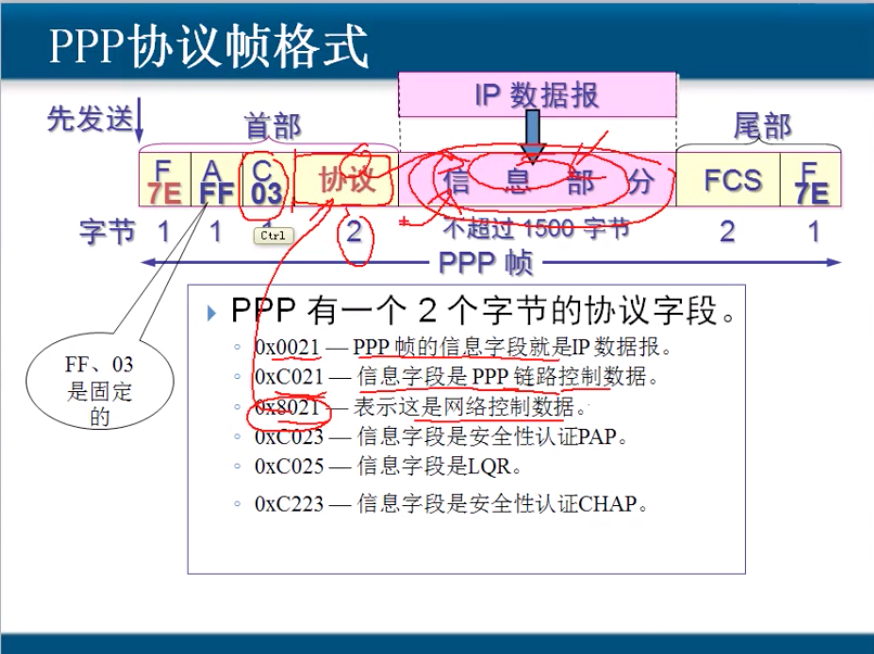 PPP协议帧格式
IP 数据报
先发送
首部
尾部
F A C 协议 信息部分 FCS F
7E FF 03 7E
字节 1 1 1 2 不超过 1500 字节 2 1
Ctrl
PPP 帧
PPP 有一个 2 个字节的协议字段。
0x0021 — PPP 帧的信息字段就是IP 数据报。
0xC021 — 信息字段是 PPP 链路控制数据。
0x8021 — 表示这是网络控制数据。
0xC023 — 信息字段是安全性认证PAP。
0xC025 — 信息字段是LQR。
0xC223 — 信息字段是安全性认证CHAP。
FF、03
是固定
的